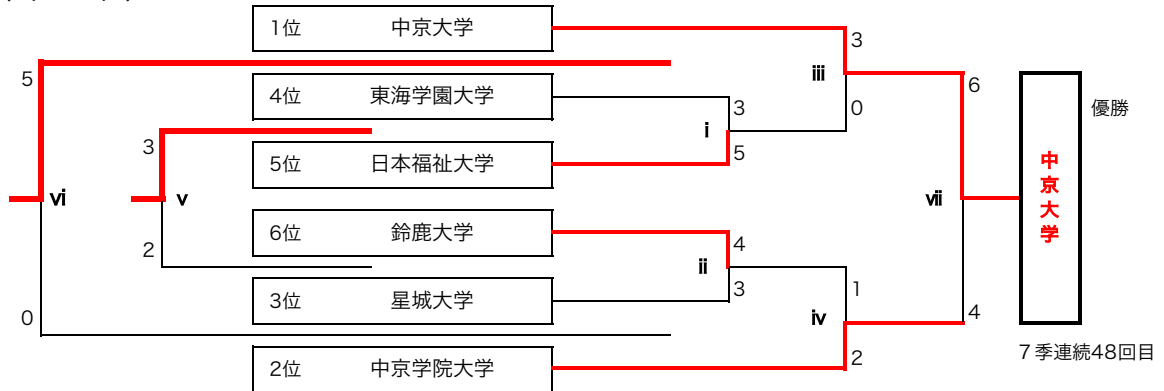 1位 中京大学
3
5
iii
6
4位 東海学園大学
3
0
優勝
i
3
5
5位 日本福祉大学
中京大学
vi
v
vii
6位 鈴鹿大学
4
2
ii
3
1
3位 星城大学
0
iv
4
2位 中京学院大学
2
7季連続48回目